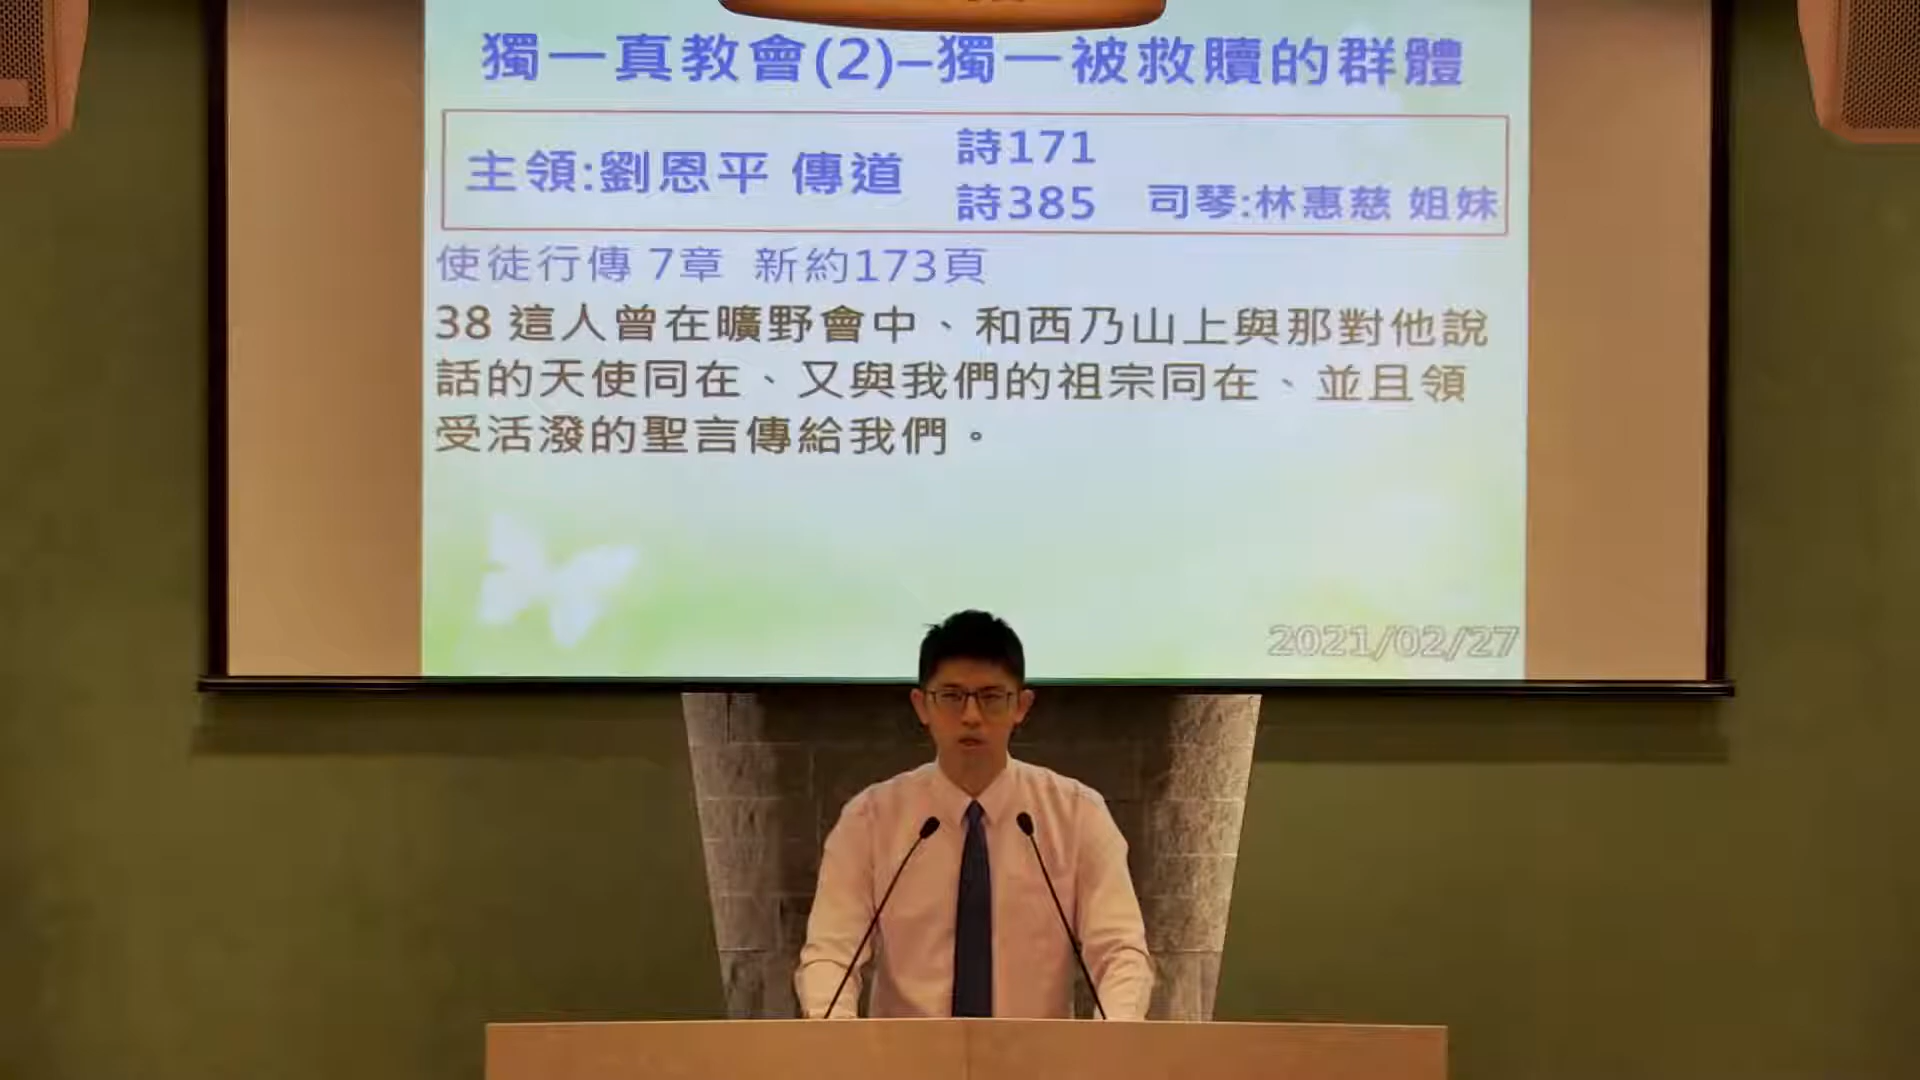 獨一真教會(2)–獨一被救贖的群體
主領:劉恩平 傳道
詩171
詩385 司琴:林惠慈 姐妹
使徒行傳 7章 新約173頁
38 這人曾在曠野會中、和西乃山上與那對他說
話的天使同在、又與我們的祖宗同在、並且領
受活潑的聖言傳給我們。
2021/02/27